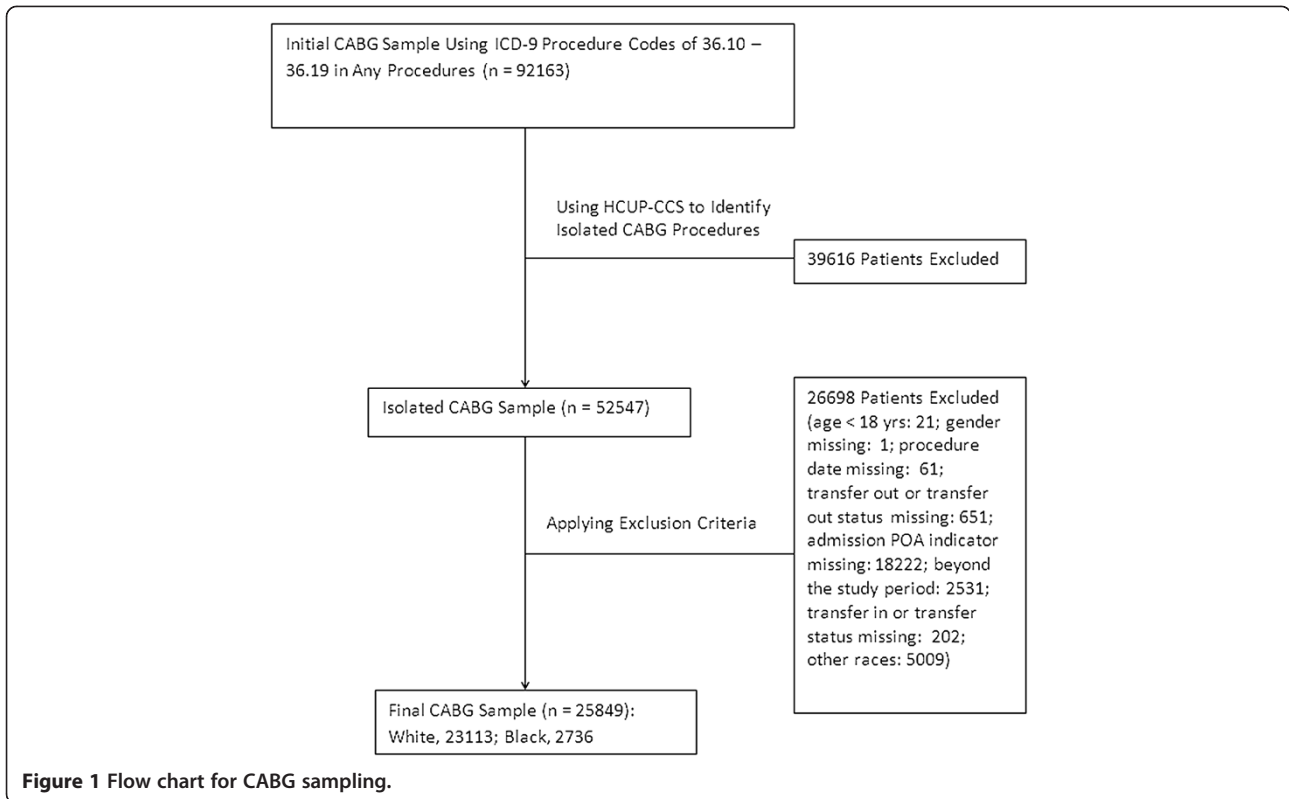 Initial CABG Sample Using ICD-9 Procedure Codes of 36.10 –
36.19 in Any Procedures (n = 92163)
Using HCUP-CCS to Identify
Isolated CABG Procedures
39616 Patients Excluded
Isolated CABG Sample (n = 52547)
Applying Exclusion Criteria
26698 Patients Excluded
(age < 18 yrs: 21; gender
missing: 1; procedure
date missing: 61;
transfer out or transfer
out status missing: 651;
admission POA indicator
missing: 18222; beyond
the study period: 2531;
transfer in or transfer
status missing: 202;
other races: 5009)
Final CABG Sample (n = 25849):
White, 23113; Black, 2736
Figure 1 Flow chart for CABG sampling.